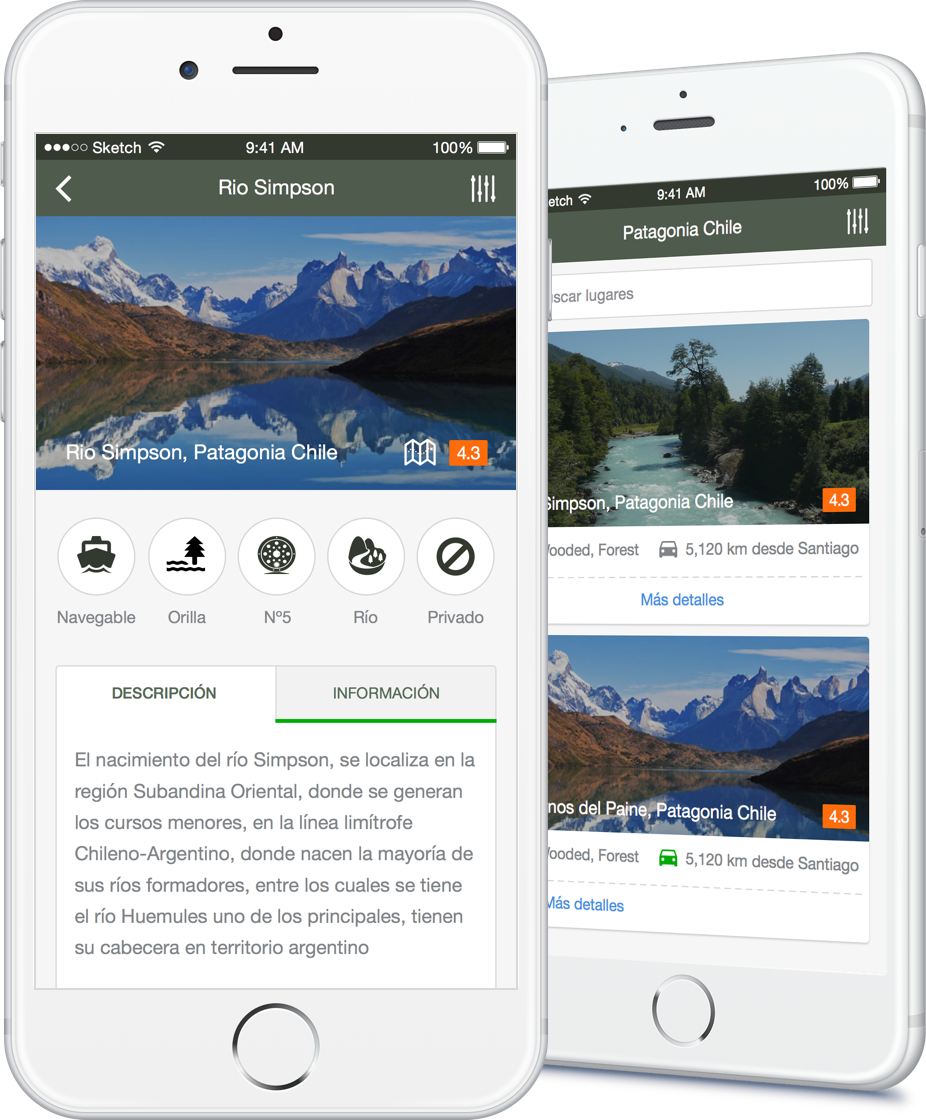 Sketch 9:41 AM 100%
Rio Simpson
Rio Simpson, Patagonia Chile 4.3
Navegable Orilla Nº5 Río Privado
DESCRIPCIÓN INFORMACIÓN
El nacimiento del río Simpson, se localiza en la
región Subandina Oriental, donde se generan
los cursos menores, en la línea limítrofe
Chileno-Argentino, donde nacen la mayoría de
sus ríos formadores, entre los cuales se tiene
el río Huemules uno de los principales, tienen
su cabecera en territorio argentino
etch 9:41 AM 100%
Patagonia Chile
scar lugares
Simpson, Patagonia Chile 4.3
Wooded, Forest 5,120 km desde Santiago
Más detalles
nos del Paine, Patagonia Chile 4.3
Wooded, Forest 5,120 km desde Santiago
Más detalles